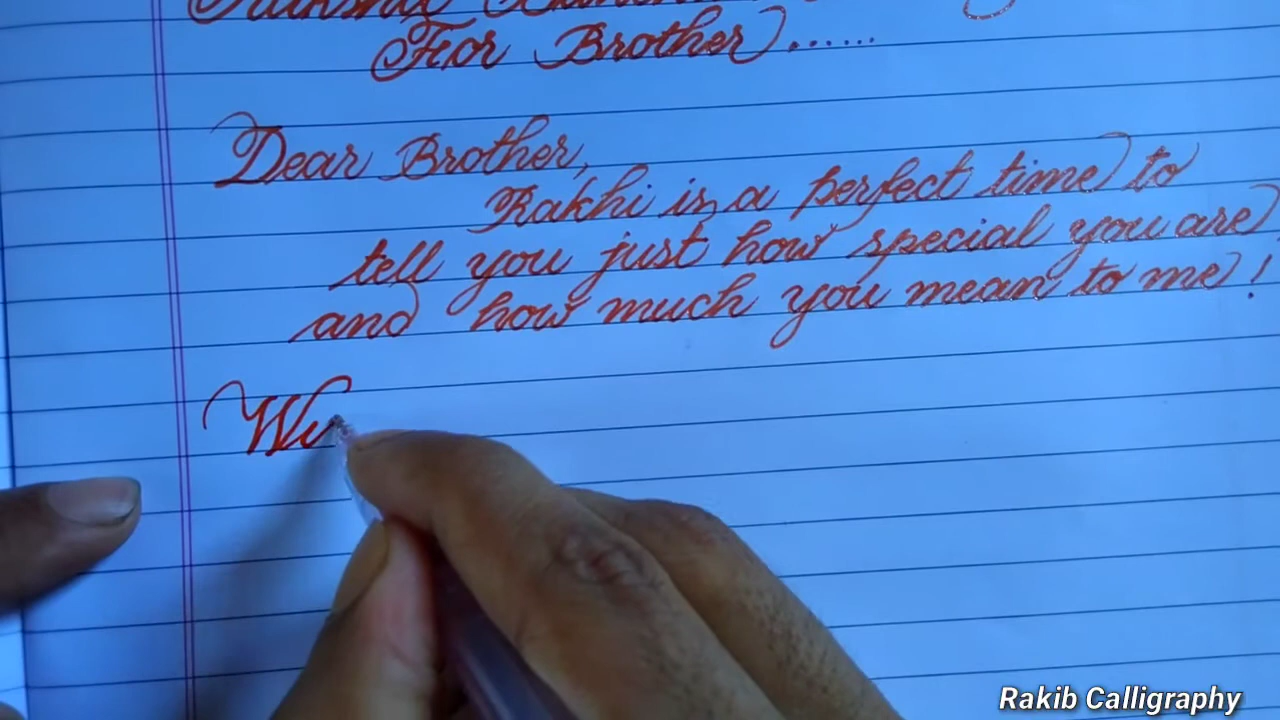 For Brother ......
Dear Brother,
Rakhi is a perfect time to
tell you just how special you are
and how much you mean to me!
Rakib Calligraphy